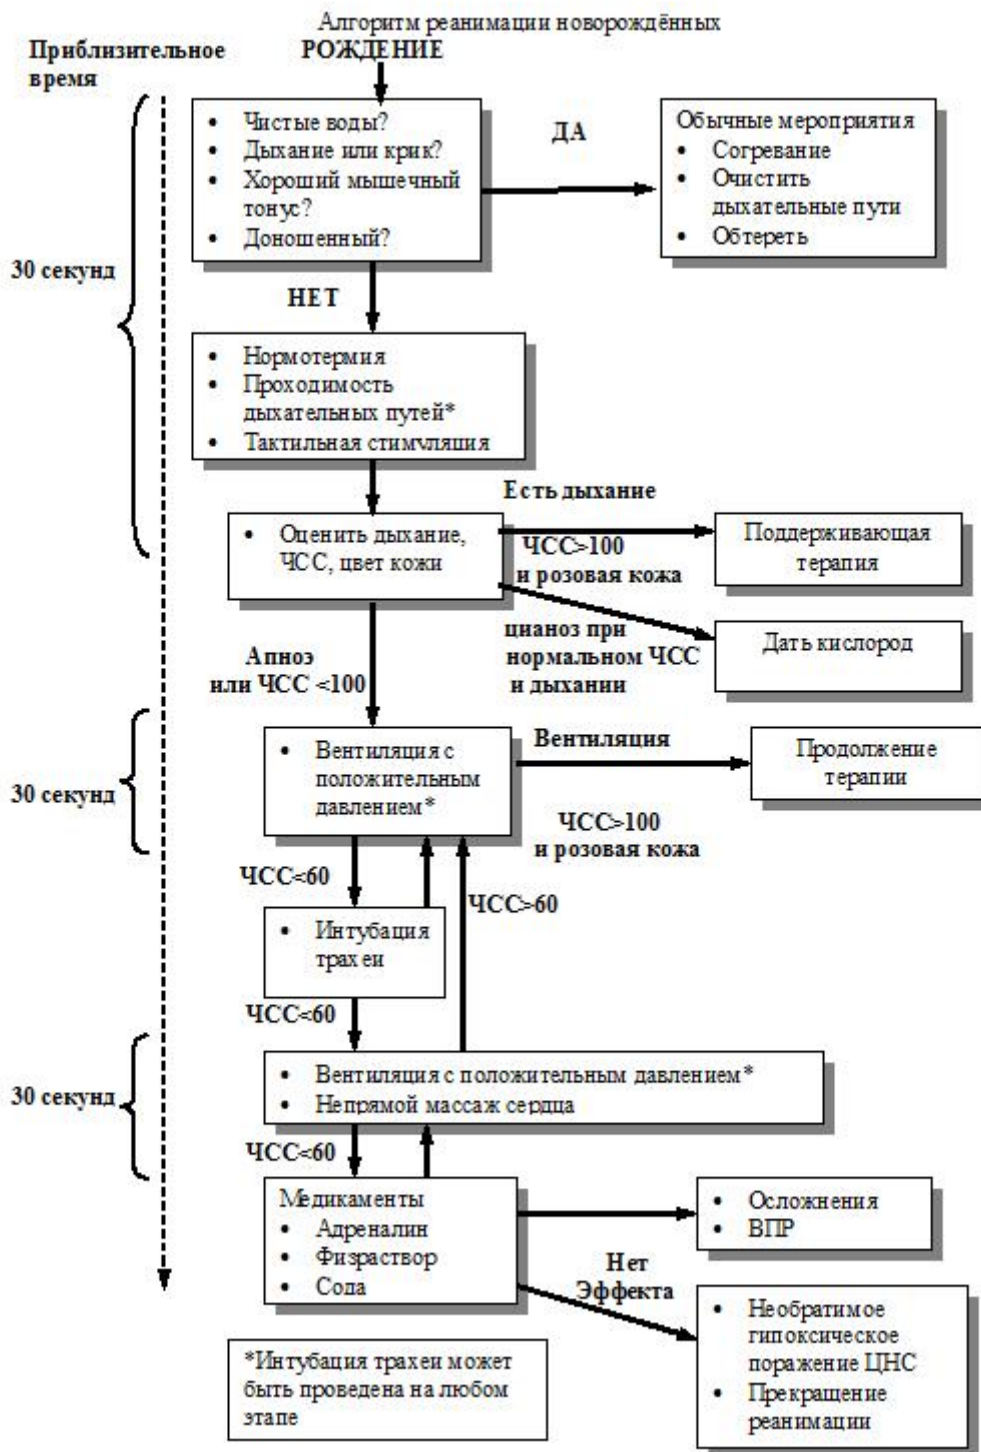 Алгоритм реанимации новорождённых
РОЖДЕНИЕ
Приблизительное
время
• Чистые воды?
• Дыхание или крик?
• Хороший мышечный
тонус?
• Доношенный?
ДА
Обычные мероприятия
• Согревание
• Очистить
дыхательные пути
• Обтереть
30 секунд
НЕТ
• Нормотермия
• Проходимость
дыхательных путей*
• Тактильная стимуляция
• Оценить дыхание,
ЧСС, цвет кожи
Есть дыхание
ЧСС>100
и розовая кожа
Поддерживающая
терапия
цианоз при
нормальном ЧСС
и дыхании
Дать кислород
Апноэ
или ЧСС <100
30 секунд
• Вентиляция с
положительным
давлением*
Вентиляция
ЧСС>100
и розовая кожа
Продолжение
терапии
ЧСС<60
ЧСС>60
• Интубация
трахеи
ЧСС<60
30 секунд
• Вентиляция с положительным давлением*
• Непрямой массаж сердца
ЧСС<60
Медикаменты
• Адреналин
• Физраствор
• Сода
• Осложнения
• ВПР
Нет
Эффекта
• Необратимое
гипоксическое
поражение ЦНС
• Прекращение
реанимации
*Интубация трахеи может
быть проведена на любом
этапе